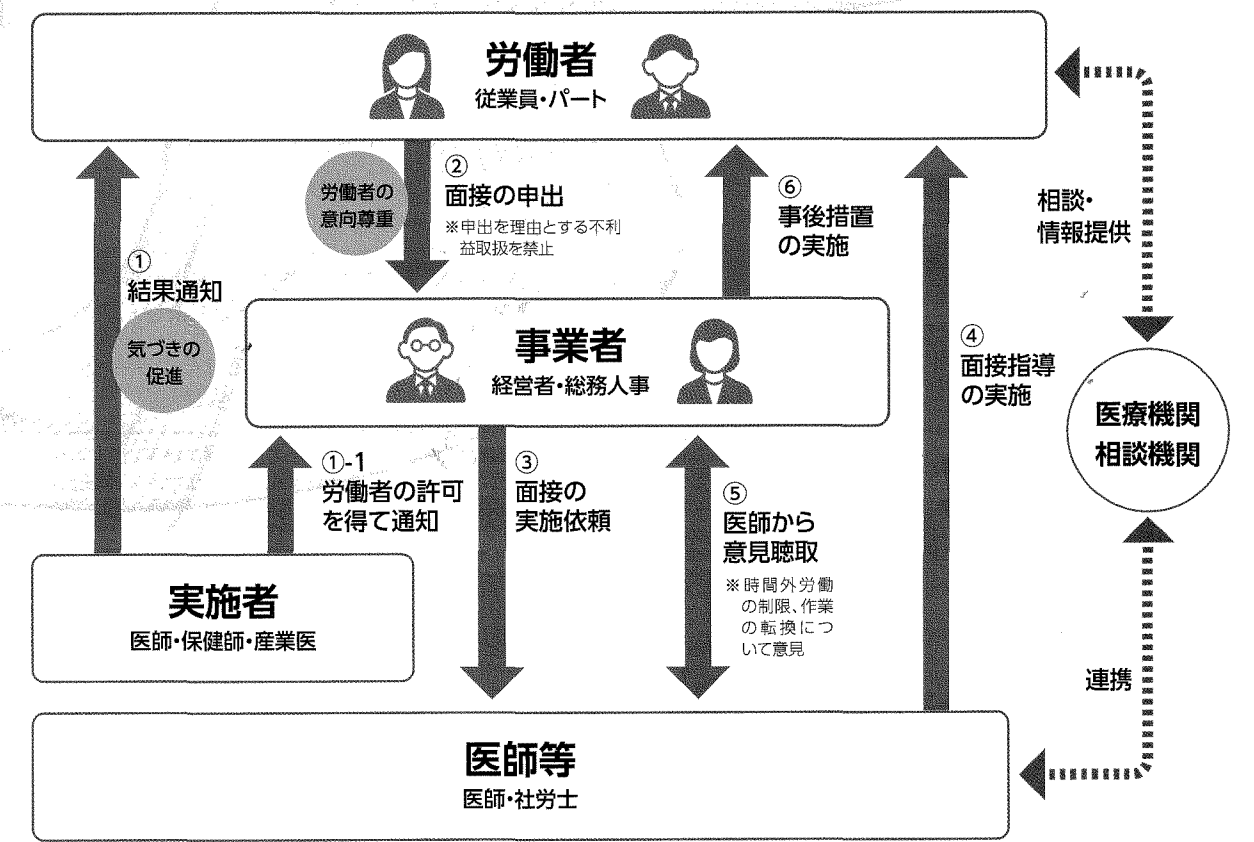 労働者
従業員・パート
労働者の
意向尊重
②
面接の申出
※申出を理由とする不利
益取扱を禁止
⑥
事後措置
の実施
相談・
情報提供
①
結果通知
気づきの
促進
事業者
経営者・総務人事
④
面接指導
の実施
医療機関
相談機関
①-1
労働者の許可
を得て通知
③
面接の
実施依頼
⑤
医師から
意見聴取
※時間外労働
の制限、作業
の転換につ
いて意見
実施者
医師・保健師・産業医
連携
医師等
医師・社労士